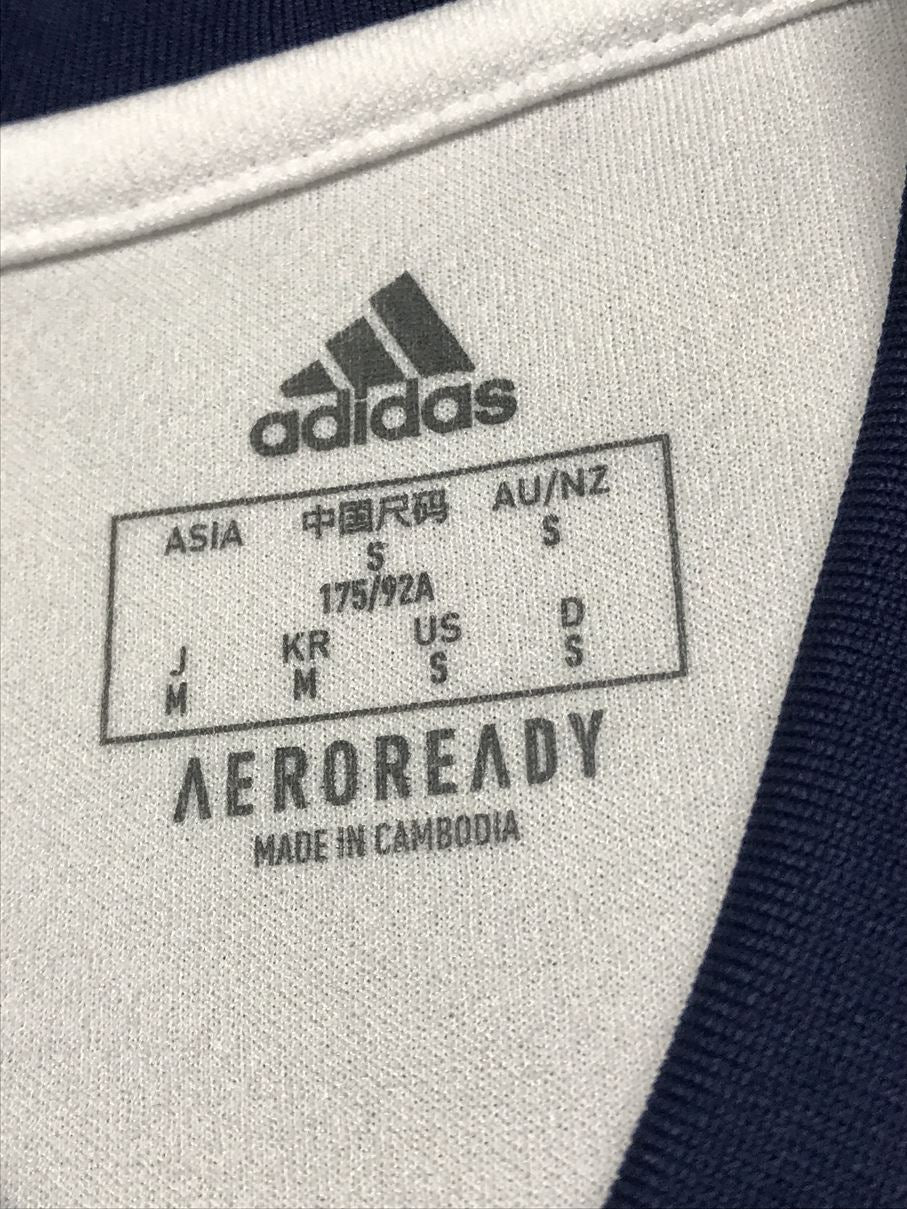 adidas
ASIA 中国尺码 AU/NZ
S S
175/92A
J KR US D
M M S S
AEROREADY
MADE IN CAMBODIA